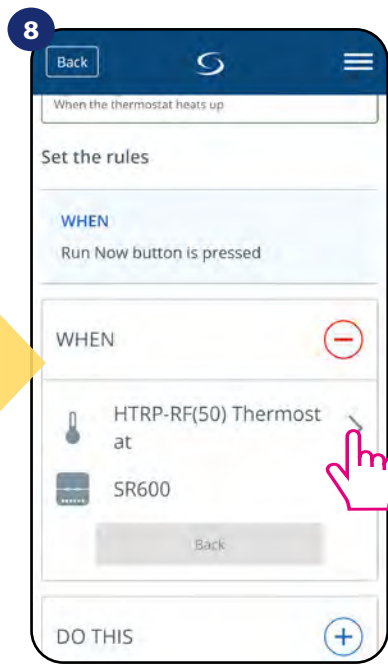 8
Back
When the thermostat heats up
Set the rules
WHEN
Run Now button is pressed
WHEN
HTRP-RF(50) Thermost
at
SR600
Back
DO THIS